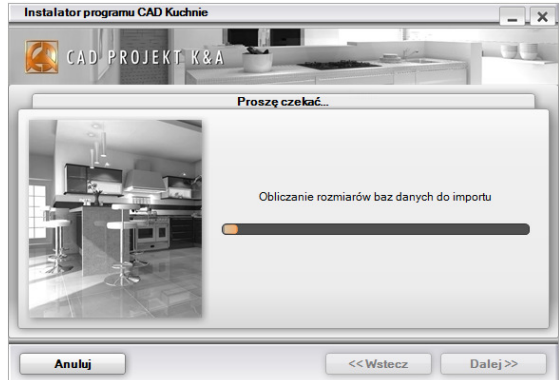 Instalator programu CAD Kuchnie
CAD PROJEKT K&A
Proszę czekać...
Obliczanie rozmiarów baz danych do importu
Anuluj
<< Wstecz
Dalej >>